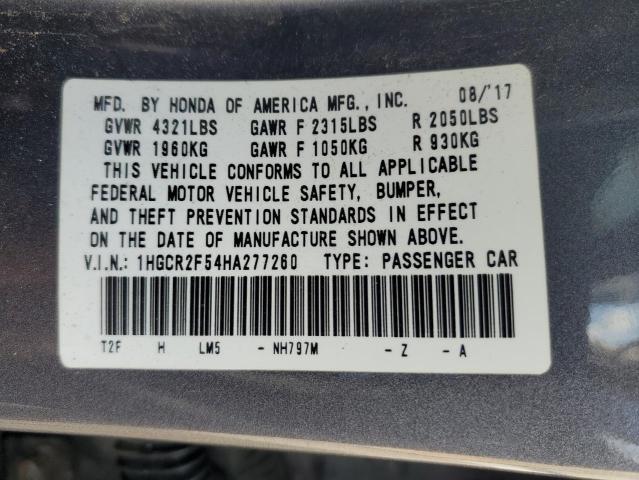 MFD. BY HONDA OF AMERICA MFG., INC. 08/'17
GVWR 4321LBS GAWR F 2315LBS R 2050LBS
GVWR 1960KG GAWR F 1050KG R 930KG
THIS VEHICLE CONFORMS TO ALL APPLICABLE
FEDERAL MOTOR VEHICLE SAFETY, BUMPER,
AND THEFT PREVENTION STANDARDS IN EFFECT
ON THE DATE OF MANUFACTURE SHOWN ABOVE.
V.I.N.: 1HGCR2F54HA277260 TYPE: PASSENGER CAR
T2F H LM5 - NH797M - Z - A